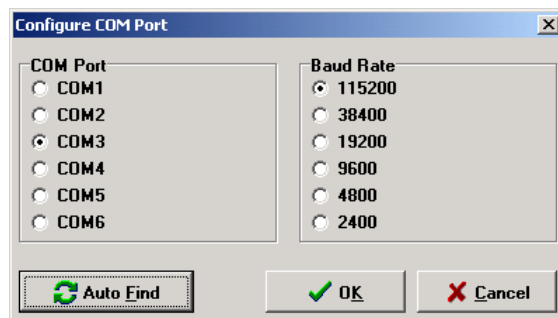 Configure COM Port
COM Port
COM1
COM2
COM3
COM4
COM5
COM6
Baud Rate
115200
38400
19200
9600
4800
2400
Auto Find
OK
Cancel